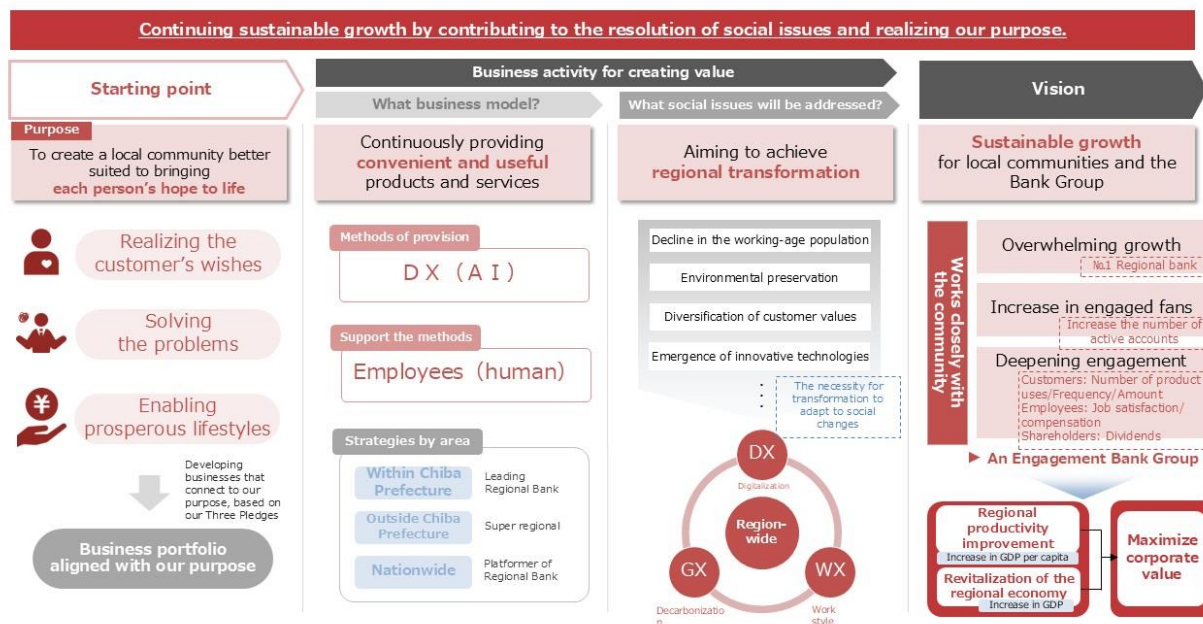 Continuing sustainable growth by contributing to the resolution of social issues and realizing our purpose.
Starting point
Purpose
To create a local community better
suited to bringing
each person's hope to life
Realizing the
customer's wishes
Solving
the problems
¥
Enabling
prosperous lifestyles
Developing
businesses that
connect to our
purpose, based on
our Three Pledges
Business portfolio
aligned with our purpose
Business activity for creating value
What business model?
Continuously providing
convenient and useful
products and services
Methods of provision
ＤＸ（ＡＩ）
Support the methods
Employees（human）
Strategies by area
Within Chiba
Prefecture
Leading
Regional Bank
Outside Chiba
Prefecture
Super regional
Nationwide
Platformer of
Regional Bank
What social issues will be addressed?
Aiming to achieve
regional transformation
Decline in the working-age population
Environmental preservation
Diversification of customer values
Emergence of innovative technologies
The necessity for
transformation to
adapt to social
changes
DX
Digitalization
Region-
wide
GX
Decarbonizatio
n
WX
Work
style
Vision
Sustainable growth
for local communities and the
Bank Group
Works closely with
the community
Overwhelming growth
№1 Regional bank
Increase in engaged fans
Increase the number of
active accounts
Deepening engagement
Customers: Number of product
uses/Frequency/Amount
Employees: Job satisfaction/
compensation
Shareholders: Dividends
An Engagement Bank Group
Regional
productivity
improvement
Increase in GDP per capita
Revitalization of the
regional economy
Increase in GDP
Maximize
corporate
value